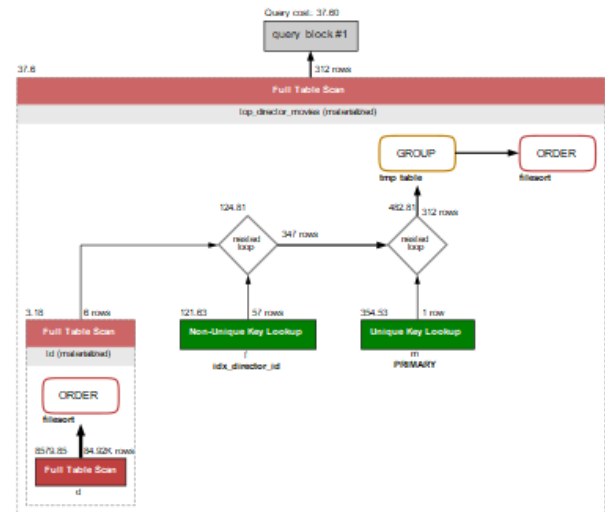 Query cost: 37.60
query block #1
37.6
312 rows
Full Table Scan
top_director_movies (materialized)
GROUP
ORDER
tmp table
filesort
124.81
482.81
312 rows
nested loop
347 rows
nested loop
3.18
6 rows
121.63
57 rows
354.53
1 row
Full Table Scan
Non-Unique Key Lookup
Unique Key Lookup
td (materialized)
f
m
idx_director_id
PRIMARY
ORDER
filesort
8579.85
84.92K rows
Full Table Scan
d